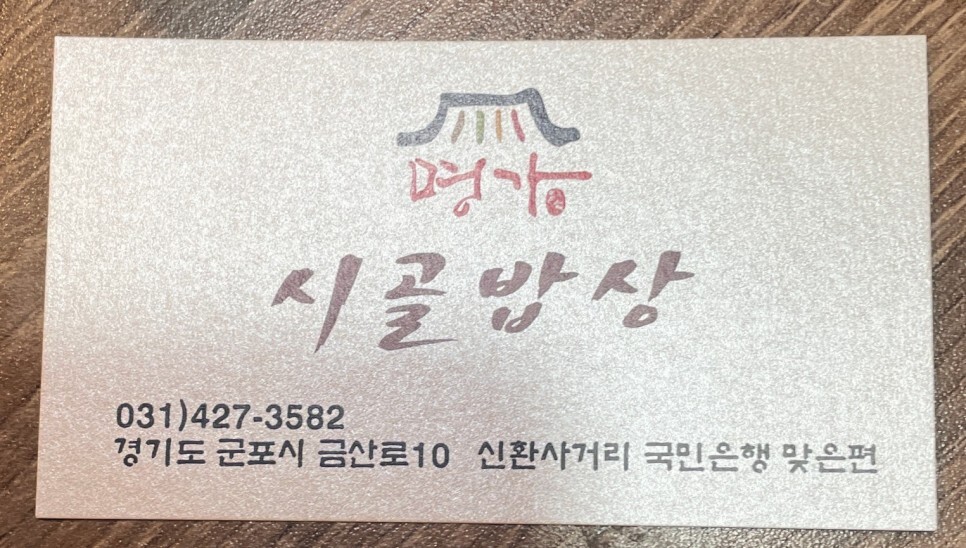 명가
시골밥상
031)427-3582
경기도 군포시 금산로10 신환사거리 국민은행 맞은편